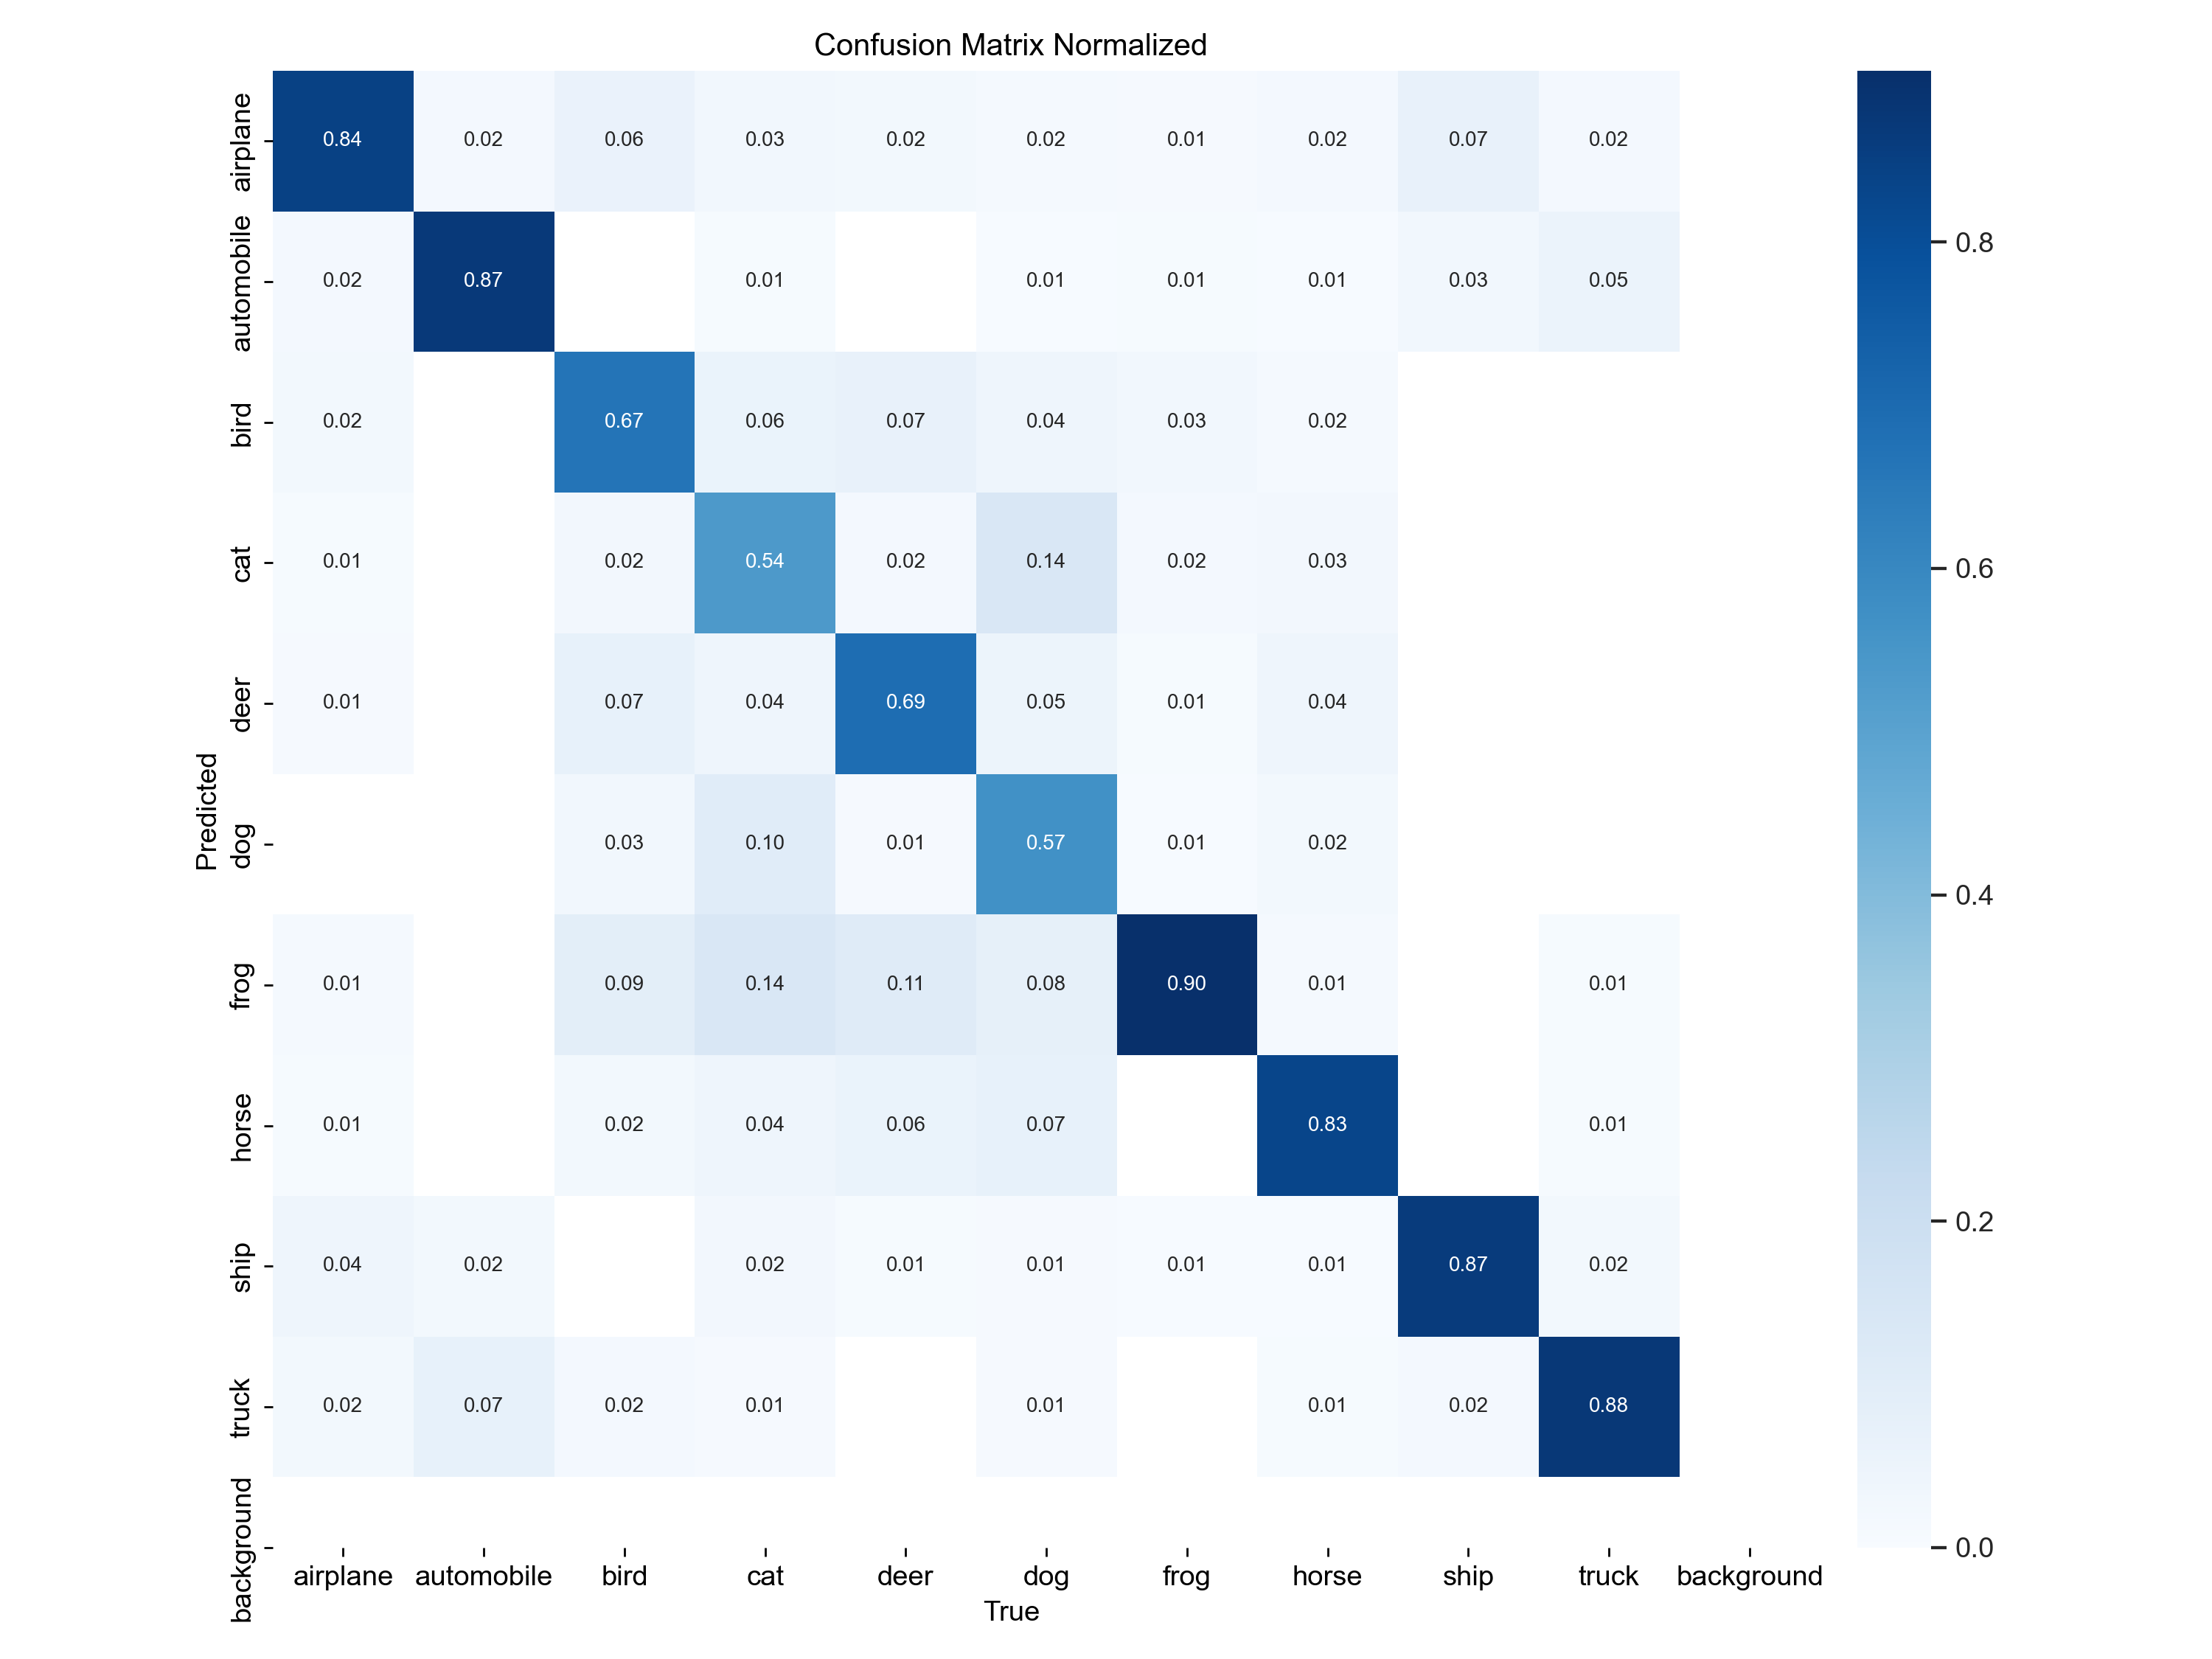 Confusion Matrix Normalized
airplane 0.84 0.02 0.06 0.03 0.02 0.02 0.01 0.02 0.07 0.02
automobile 0.02 0.87 0.01 0.01 0.01 0.01 0.03 0.05
bird 0.02 0.67 0.06 0.07 0.04 0.03 0.02
cat 0.01 0.02 0.54 0.02 0.14 0.02 0.03
deer 0.01 0.07 0.04 0.69 0.05 0.01 0.04
dog 0.03 0.10 0.01 0.57 0.01 0.02
frog 0.01 0.09 0.14 0.11 0.08 0.90 0.01 0.01
horse 0.01 0.02 0.04 0.06 0.07 0.83 0.01
ship 0.04 0.02 0.02 0.01 0.01 0.01 0.01 0.87 0.02
truck 0.02 0.07 0.02 0.01 0.01 0.01 0.02 0.88
background
Predicted
airplane automobile bird cat deer dog frog horse ship truck background
True
0.8
0.6
0.4
0.2
0.0